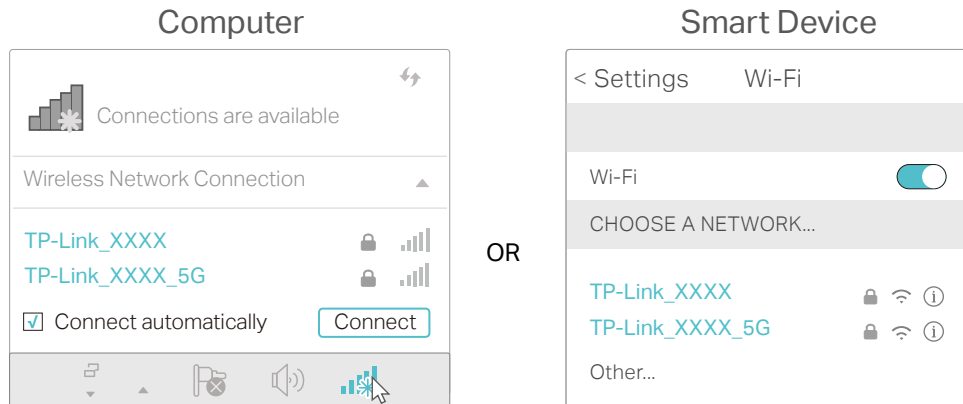 Computer
Connections are available
Wireless Network Connection
TP-Link_XXXX
TP-Link_XXXX_5G
Connect automatically
Connect
OR
Smart Device
< Settings Wi-Fi
Wi-Fi
CHOOSE A NETWORK...
TP-Link_XXXX
TP-Link_XXXX_5G
Other...